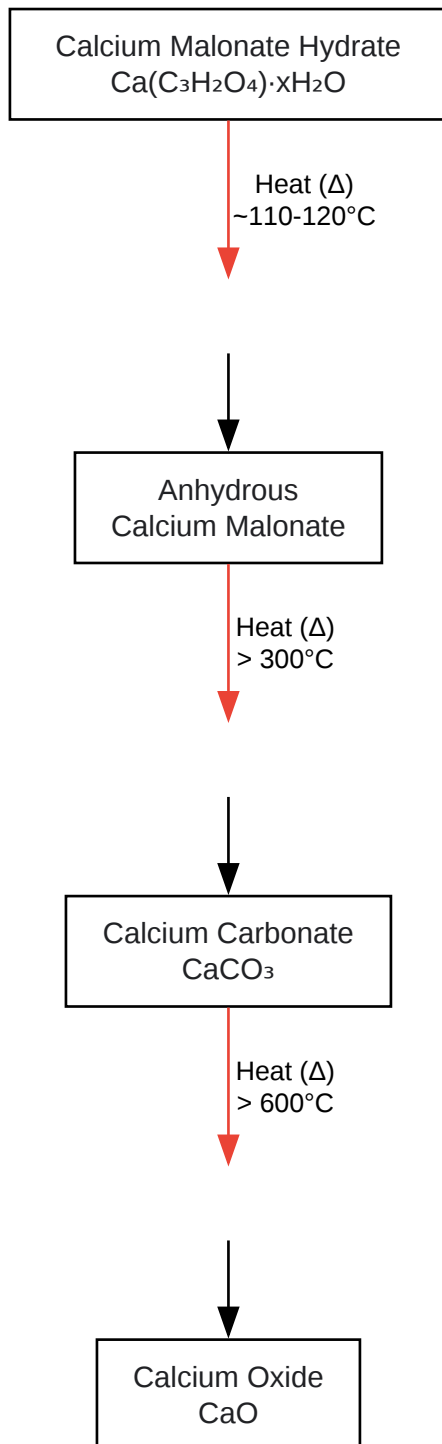 Calcium Malonate Hydrate
Ca(C₃H₂O₄)·xH₂O
Heat (Δ)
~110-120°C
Anhydrous
Calcium Malonate
Heat (Δ)
> 300°C
Calcium Carbonate
CaCO₃
Heat (Δ)
> 600°C
Calcium Oxide
CaO